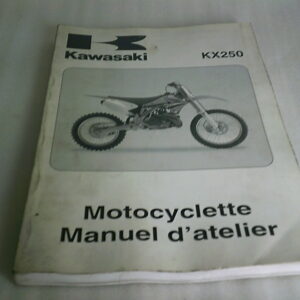 Kawasaki
KX250
Motocyclette
Manuel d'atelier